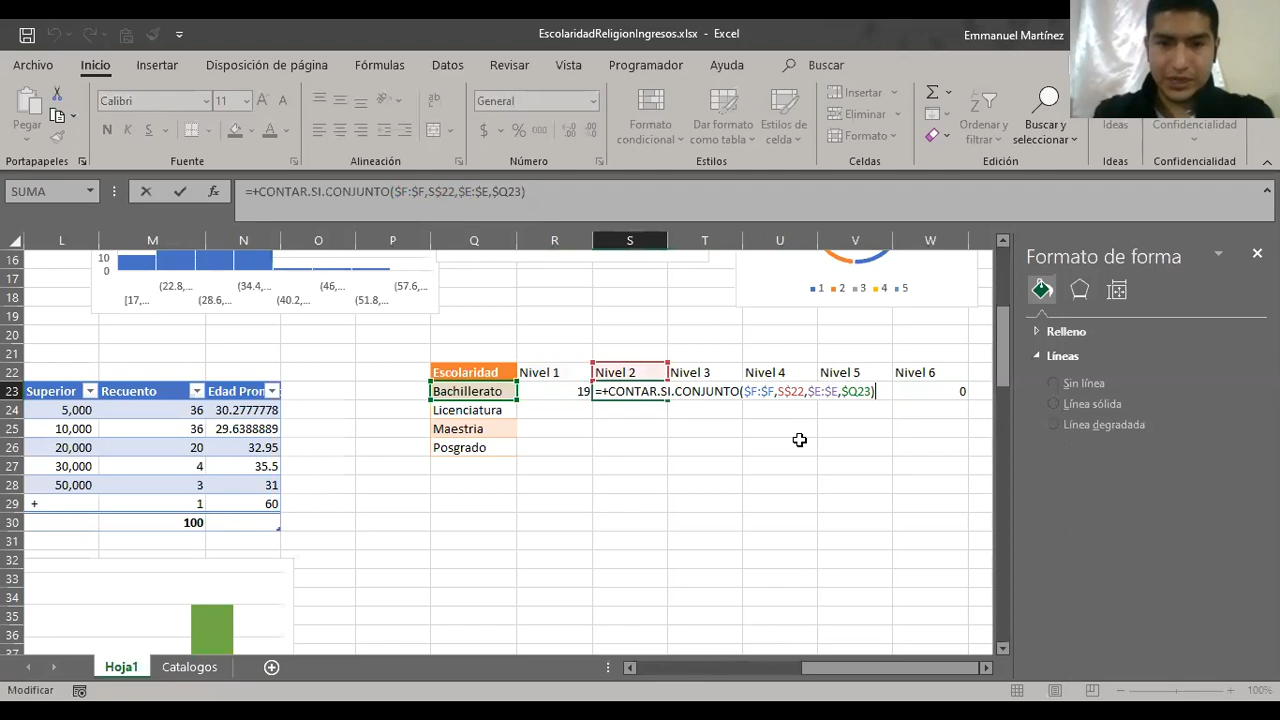 EscolaridadReligionIngresos.xlsx - Excel
Emmanuel Martínez
Archivo Inicio Insertar Disposición de página Fórmulas Datos Revisar Vista Programador Ayuda Buscar
Calibri 11 General Insertar
Pegar Eliminar
N K S Formato condicional Dar formato como tabla Estilos de celda Formato Ordenar y filtrar Buscar y seleccionar Ideas Confidencialidad
Portapapeles Fuente Alineación Número Estilos Celdas Edición Ideas Confidencialidad
SUMA =+CONTAR.SI.CONJUNTO($F:$F,S$22,$E:$E,$Q23)
L M N O P Q R S T U V W
Formato de forma
16 10
17 0
(22.8,... (34.4,... (46,... (57.6,...
1 2 3 4 5
18 [17,... (28.6,... (40.2,... (51.8,...
19
20
21
22 Escolaridad Nivel 1 Nivel 2 Nivel 3 Nivel 4 Nivel 5 Nivel 6
23 Superior Recuento Edad Prom Bachillerato 19 =+CONTAR.SI.CONJUNTO($F:$F,S$22,$E:$E,$Q23) 0
24 5,000 36 30.2777778 Licenciatura
25 10,000 36 29.6388889 Maestria
26 20,000 20 32.95 Posgrado
27 30,000 4 35.5
28 50,000 3 31
29 + 1 60
30 100
31
32
33
34
35
36
37
Relleno
Líneas
Sin línea
Línea sólida
Línea degradada
Hoja1 Catalogos
Modificar 100%